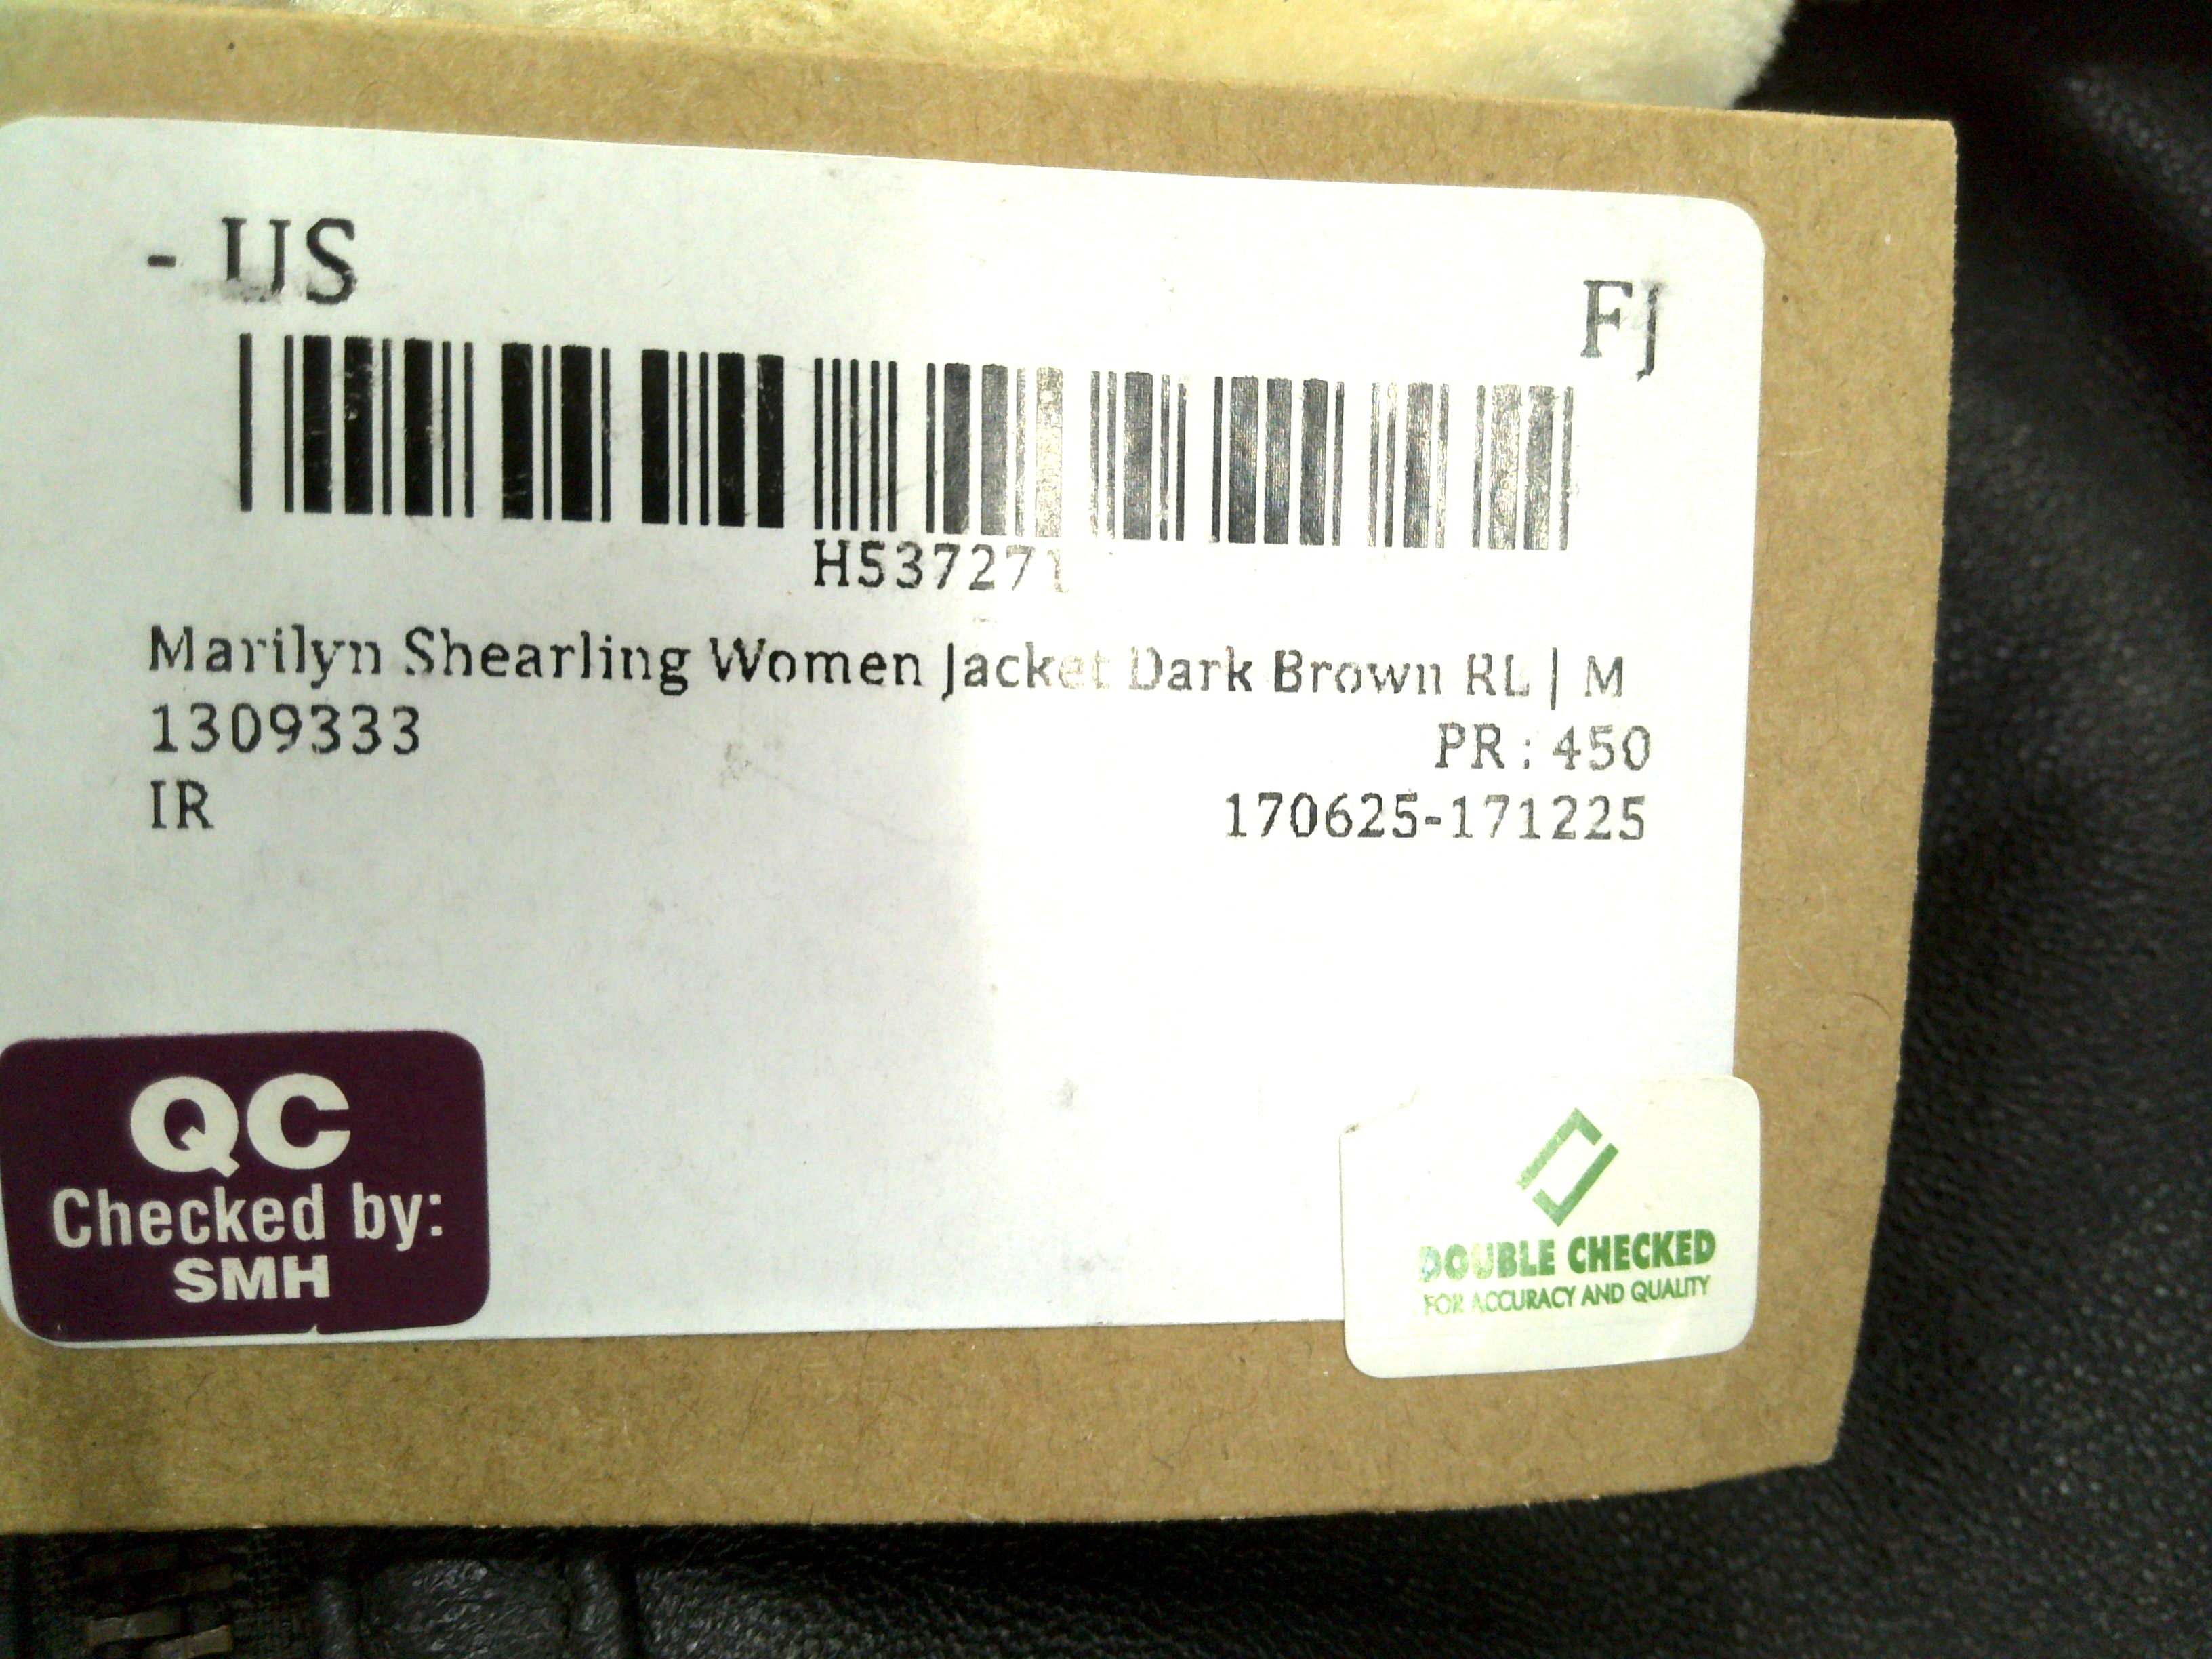 - US
FJ
H537271
Marilyn Shearling Women Jacket Dark Brown RL | M
1309333
PR : 450
IR
170625-171225
QC
Checked by:
SMH
DOUBLE CHECKED
FOR ACCURACY AND QUALITY